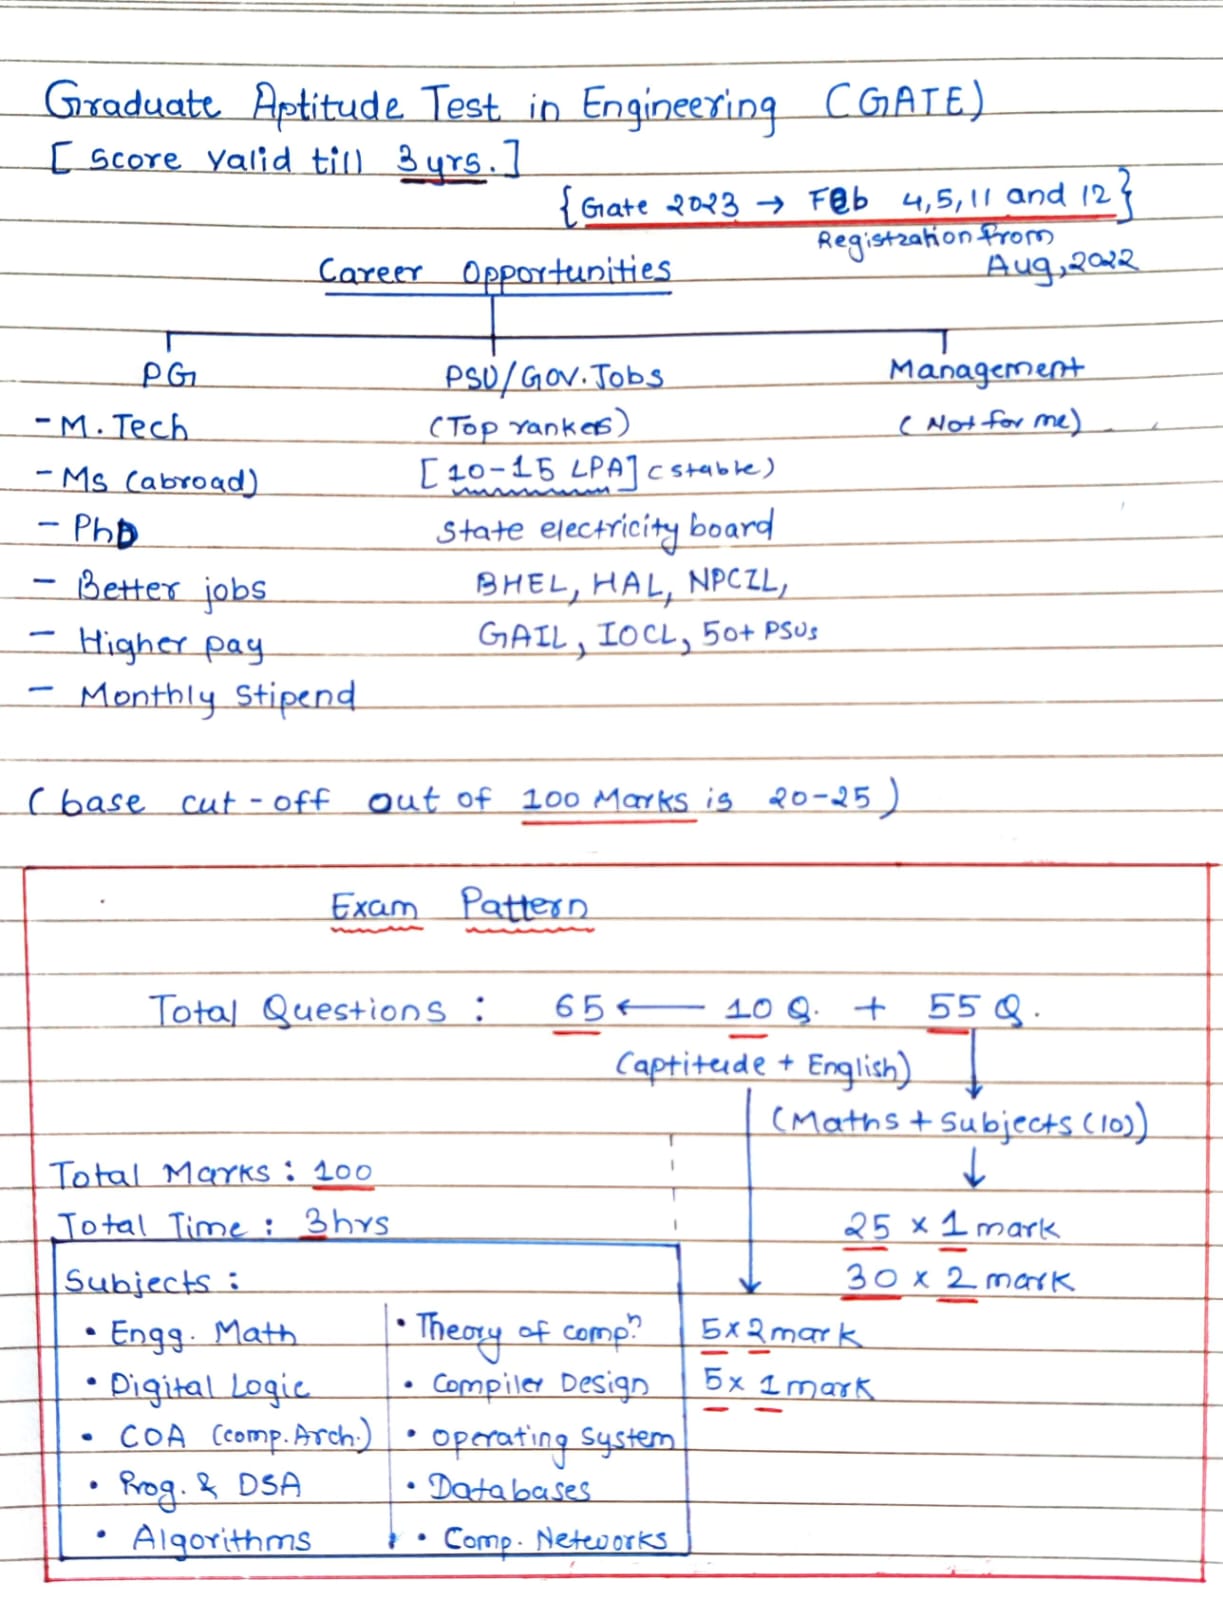 Graduate Aptitude Test in Engineering (GATE)
[ Score valid till 3 yrs. ]
{ Gate 2023 → Feb 4,5,11 and 12 }
Registration from
Aug, 2022
Career Opportunities
PG PSU/GOV. Jobs Management
- M. Tech (Top rankers) (Not for me)
- Ms (abroad) [10-15 LPA] (stable)
- PhD State electricity board
- Better jobs BHEL, HAL, NPCIL,
- Higher pay GAIL, IOCL, 50+ PSUs
- Monthly Stipend
(base cut-off out of 100 Marks is 20-25)
Exam Pattern
Total Questions : 65 ← 10 Q. + 55 Q.
(aptitude + English)
(Maths + Subjects (10))
Total Marks : 100
Total Time : 3hrs
25 x 1 mark
30 x 2 mark
5x 2mark
5x 1mark
Subjects :
• Engg. Math • Theory of compⁿ.
• Digital Logic • Compiler Design
• COA (comp. Arch.) • Operating System
• Prog. & DSA • Databases
• Algorithms • Comp. Networks